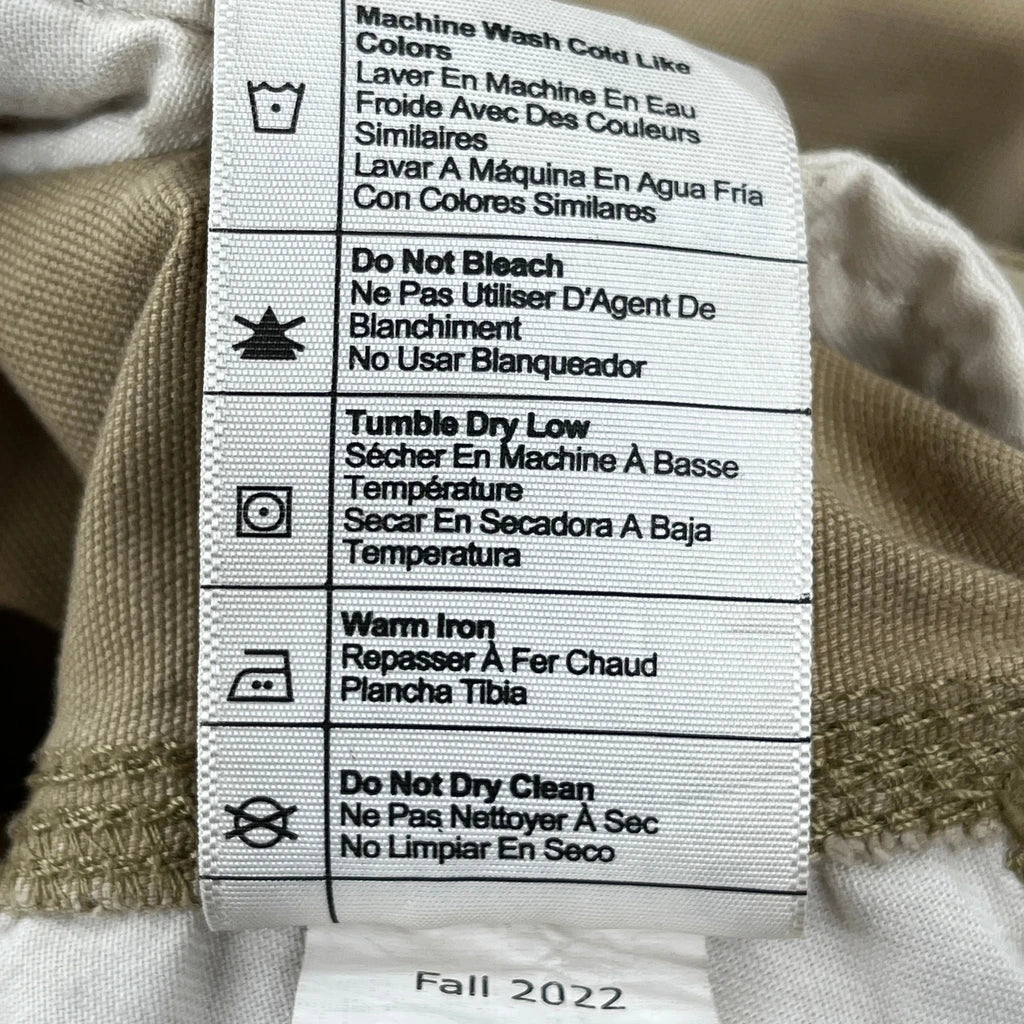 Machine Wash Cold Like
Colors
Laver En Machine En Eau
Froide Avec Des Couleurs
Similaires
Lavar A Máquina En Agua Fría
Con Colores Similares
Do Not Bleach
Ne Pas Utiliser D'Agent De
Blanchiment
No Usar Blanqueador
Tumble Dry Low
Sécher En Machine À Basse
Température
Secar En Secadora A Baja
Temperatura
Warm Iron
Repasser À Fer Chaud
Plancha Tibia
Do Not Dry Clean
Ne Pas Nettoyer À Sec
No Limpiar En Seco
Fall 2022